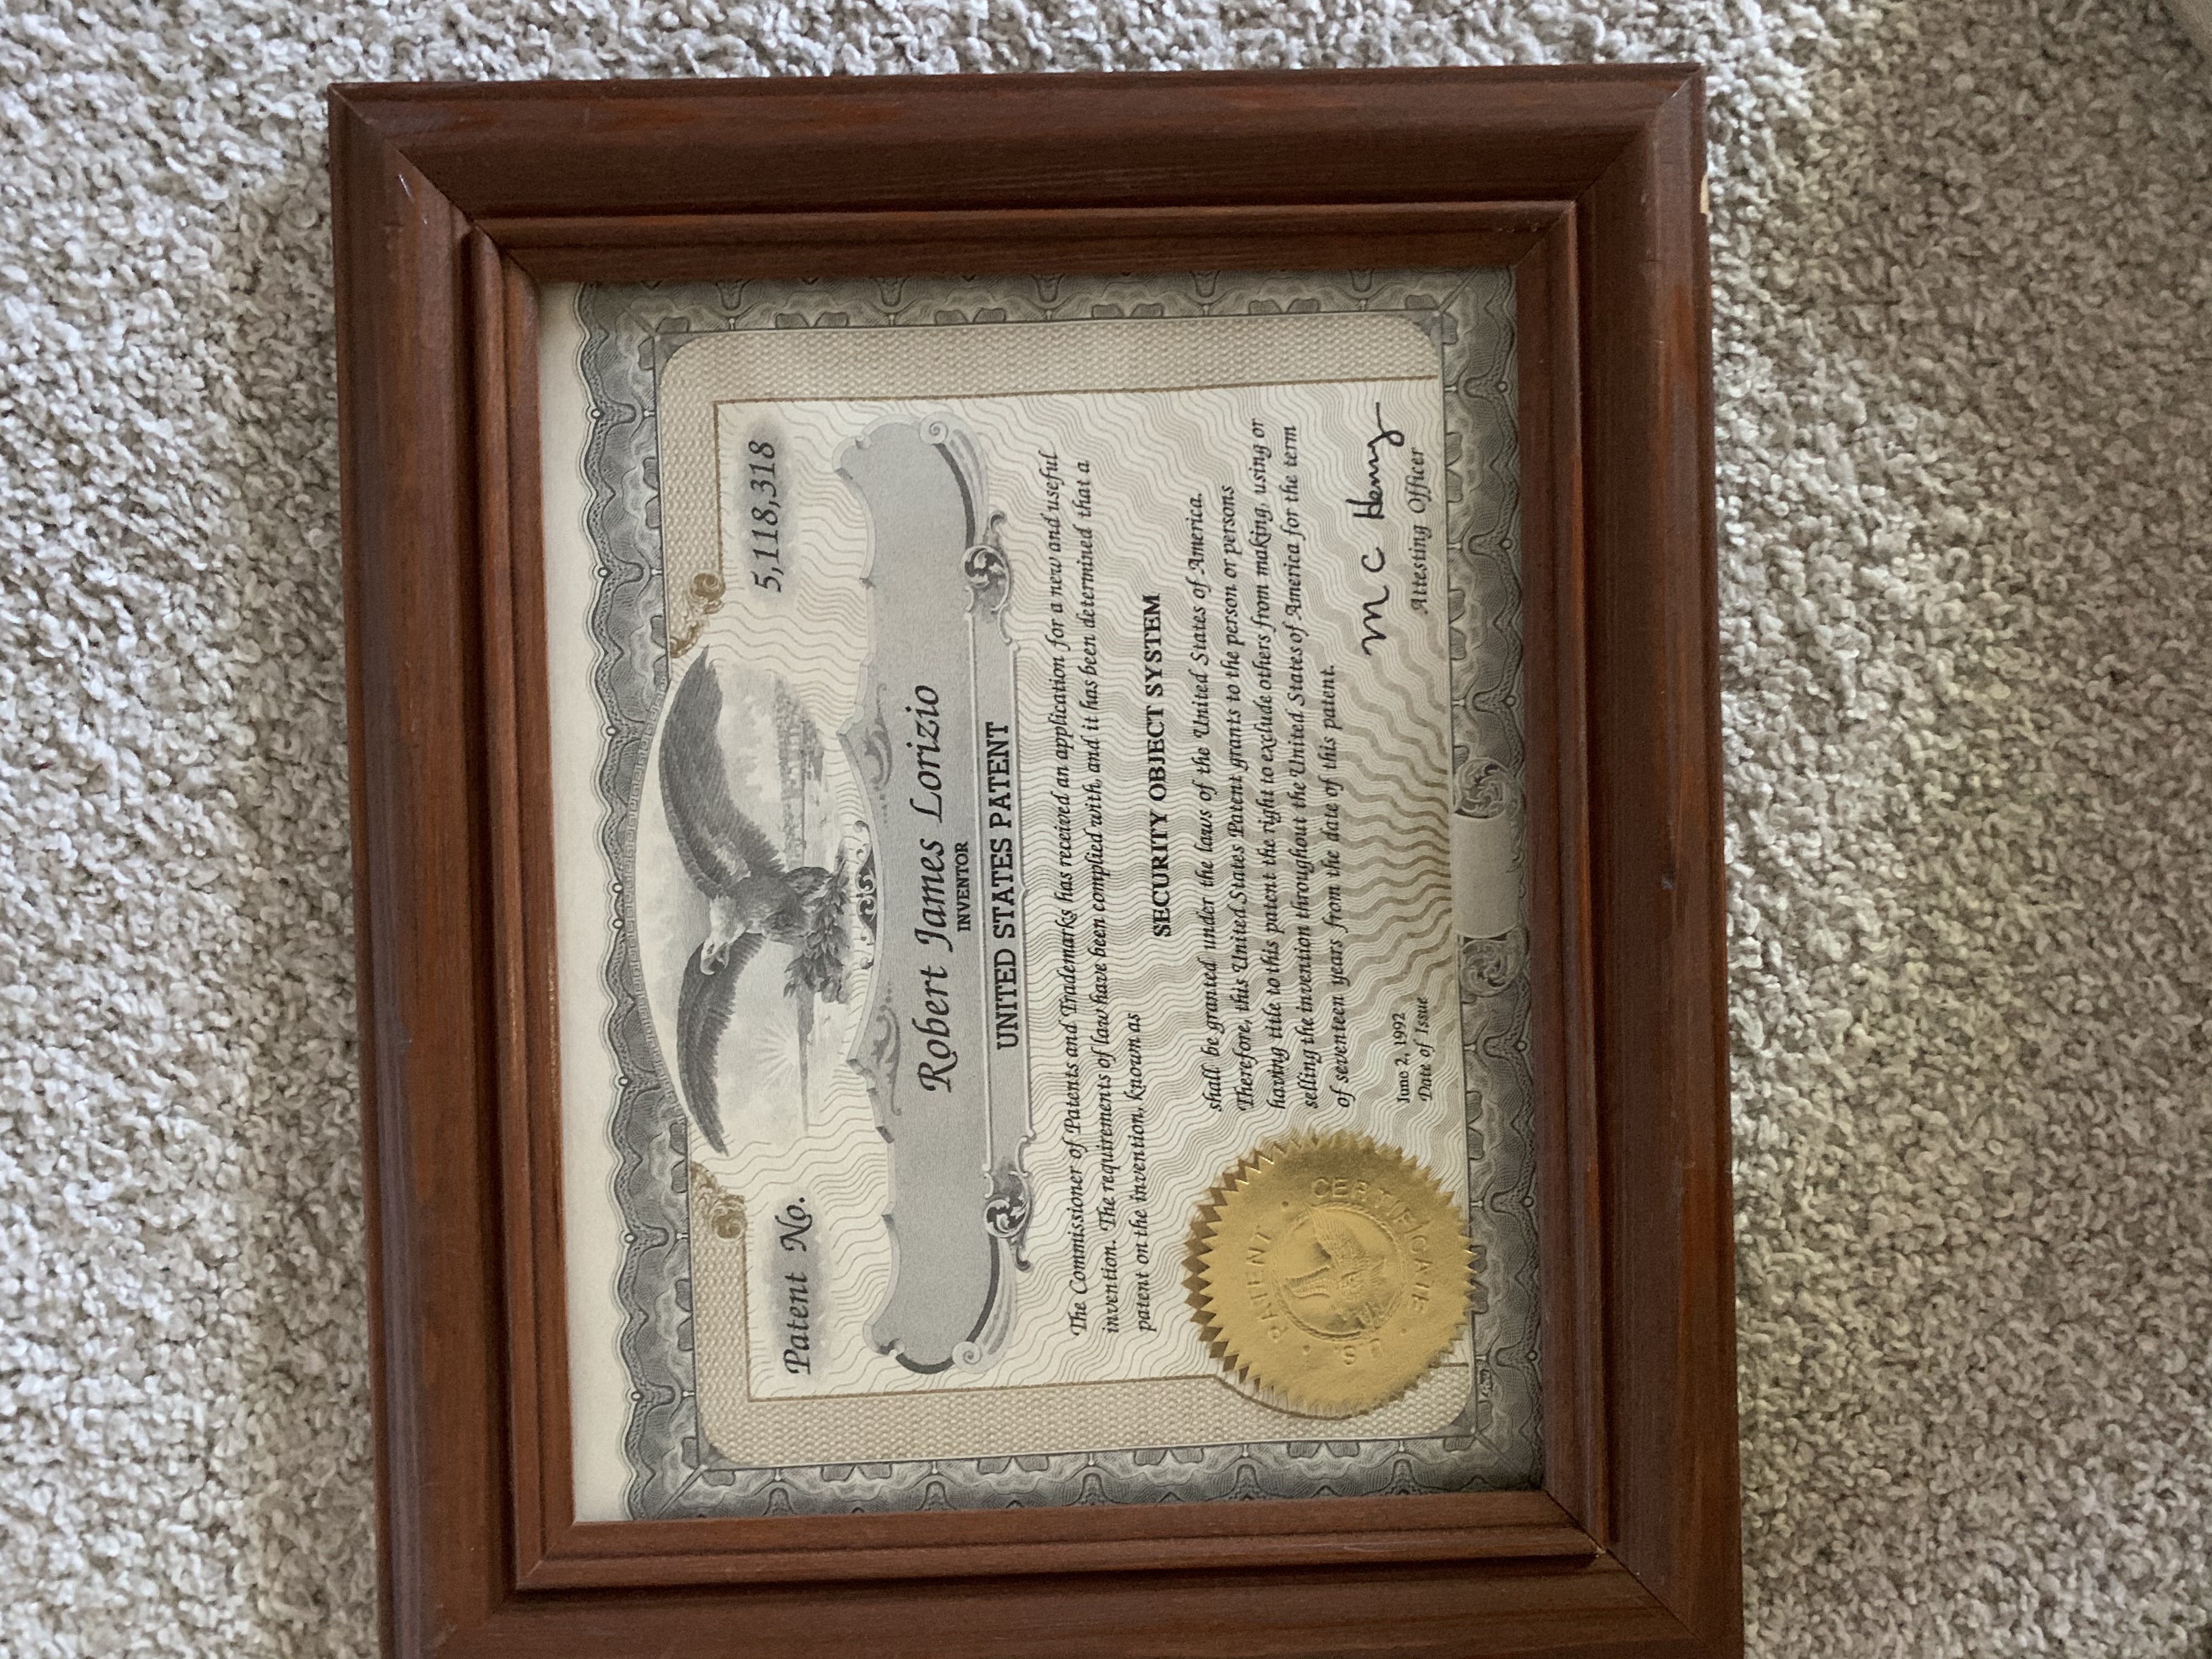 Patent No. 5,118,318
Robert James Lorizio
INVENTOR
UNITED STATES PATENT
The Commissioner of Patents and Trademarks has received an application for a new and useful
invention. The requirements of law have been complied with, and it has been determined that a
patent on the invention, known as
SECURITY OBJECT SYSTEM
shall be granted under the laws of the United States of America.
Therefore, this United States Patent grants to the person or persons
having title to this patent the right to exclude others from making, using or
selling the invention throughout the United States of America for the term
of seventeen years from the date of this patent.
U.S. PATENT CERTIFICATE
June 2, 1992
Date of Issue
M C Henry
Attesting Officer